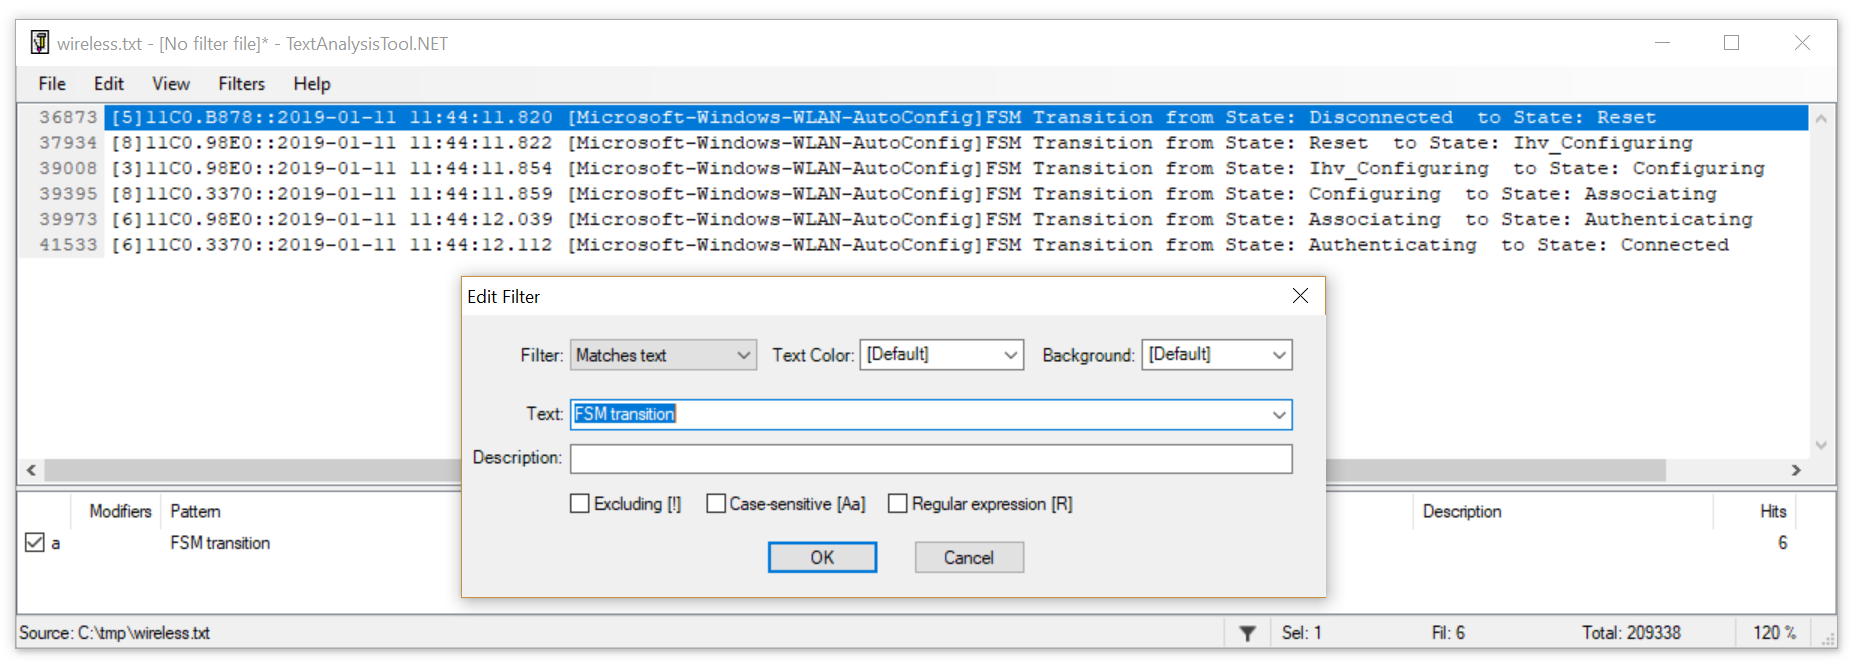 wireless.txt - [No filter file]* - TextAnalysisTool.NET
File Edit View Filters Help
36873 [5]11C0.B878::2019-01-11 11:44:11.820 [Microsoft-Windows-WLAN-AutoConfig]FSM Transition from State: Disconnected  to State: Reset
37934 [8]11C0.98E0::2019-01-11 11:44:11.822 [Microsoft-Windows-WLAN-AutoConfig]FSM Transition from State: Reset  to State: Ihv_Configuring
39008 [3]11C0.98E0::2019-01-11 11:44:11.854 [Microsoft-Windows-WLAN-AutoConfig]FSM Transition from State: Ihv_Configuring  to State: Configuring
39395 [8]11C0.3370::2019-01-11 11:44:11.859 [Microsoft-Windows-WLAN-AutoConfig]FSM Transition from State: Configuring  to State: Associating
39973 [6]11C0.98E0::2019-01-11 11:44:12.039 [Microsoft-Windows-WLAN-AutoConfig]FSM Transition from State: Associating  to State: Authenticating
41533 [6]11C0.3370::2019-01-11 11:44:12.112 [Microsoft-Windows-WLAN-AutoConfig]FSM Transition from State: Authenticating  to State: Connected
Edit Filter
Filter: Matches text Text Color: [Default] Background: [Default]
Text: FSM transition
Description:
Excluding [!] Case-sensitive [Aa] Regular expression [R]
OK Cancel
Modifiers Pattern Description Hits
a FSM transition 6
Source: C:\tmp\wireless.txt Sel: 1 Fil: 6 Total: 209338 120 %